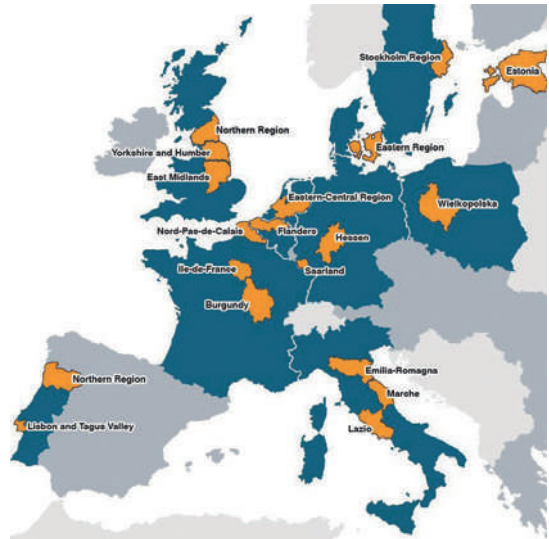 Stockholm Region
Estonia
Northern Region
Yorkshire and Humber
Eastern Region
East Midlands
Eastern-Central Region
Wielkopolska
Nord-Pas-de-Calais
Flanders
Hessen
Ile-de-France
Saarland
Burgundy
Emilia-Romagna
Northern Region
Marche
Lisbon and Tagus Valley
Lazio